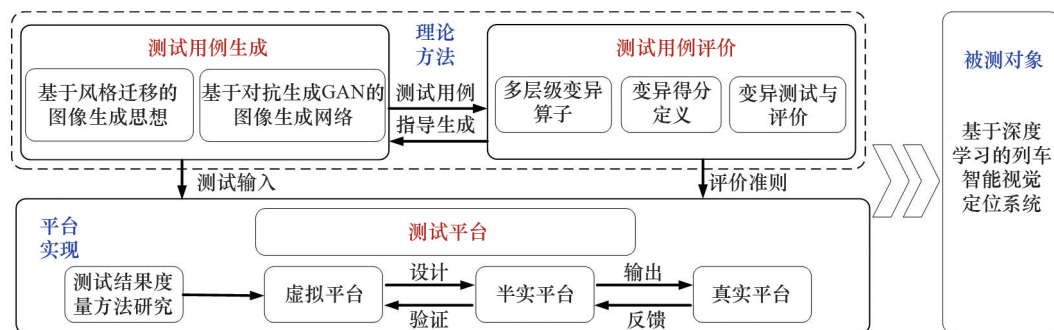 测试用例生成
基于风格迁移的
图像生成思想
基于对抗生成GAN的
图像生成网络
理论
方法
测试用例
指导生成
测试用例评价
多层级变异
算子
变异得分
定义
变异测试与
评价
测试输入
评价准则
平台
实现
测试平台
测试结果度
量方法研究
虚拟平台
设计
验证
半实平台
输出
反馈
真实平台
被测对象
基于深度
学习的列车
智能视觉
定位系统